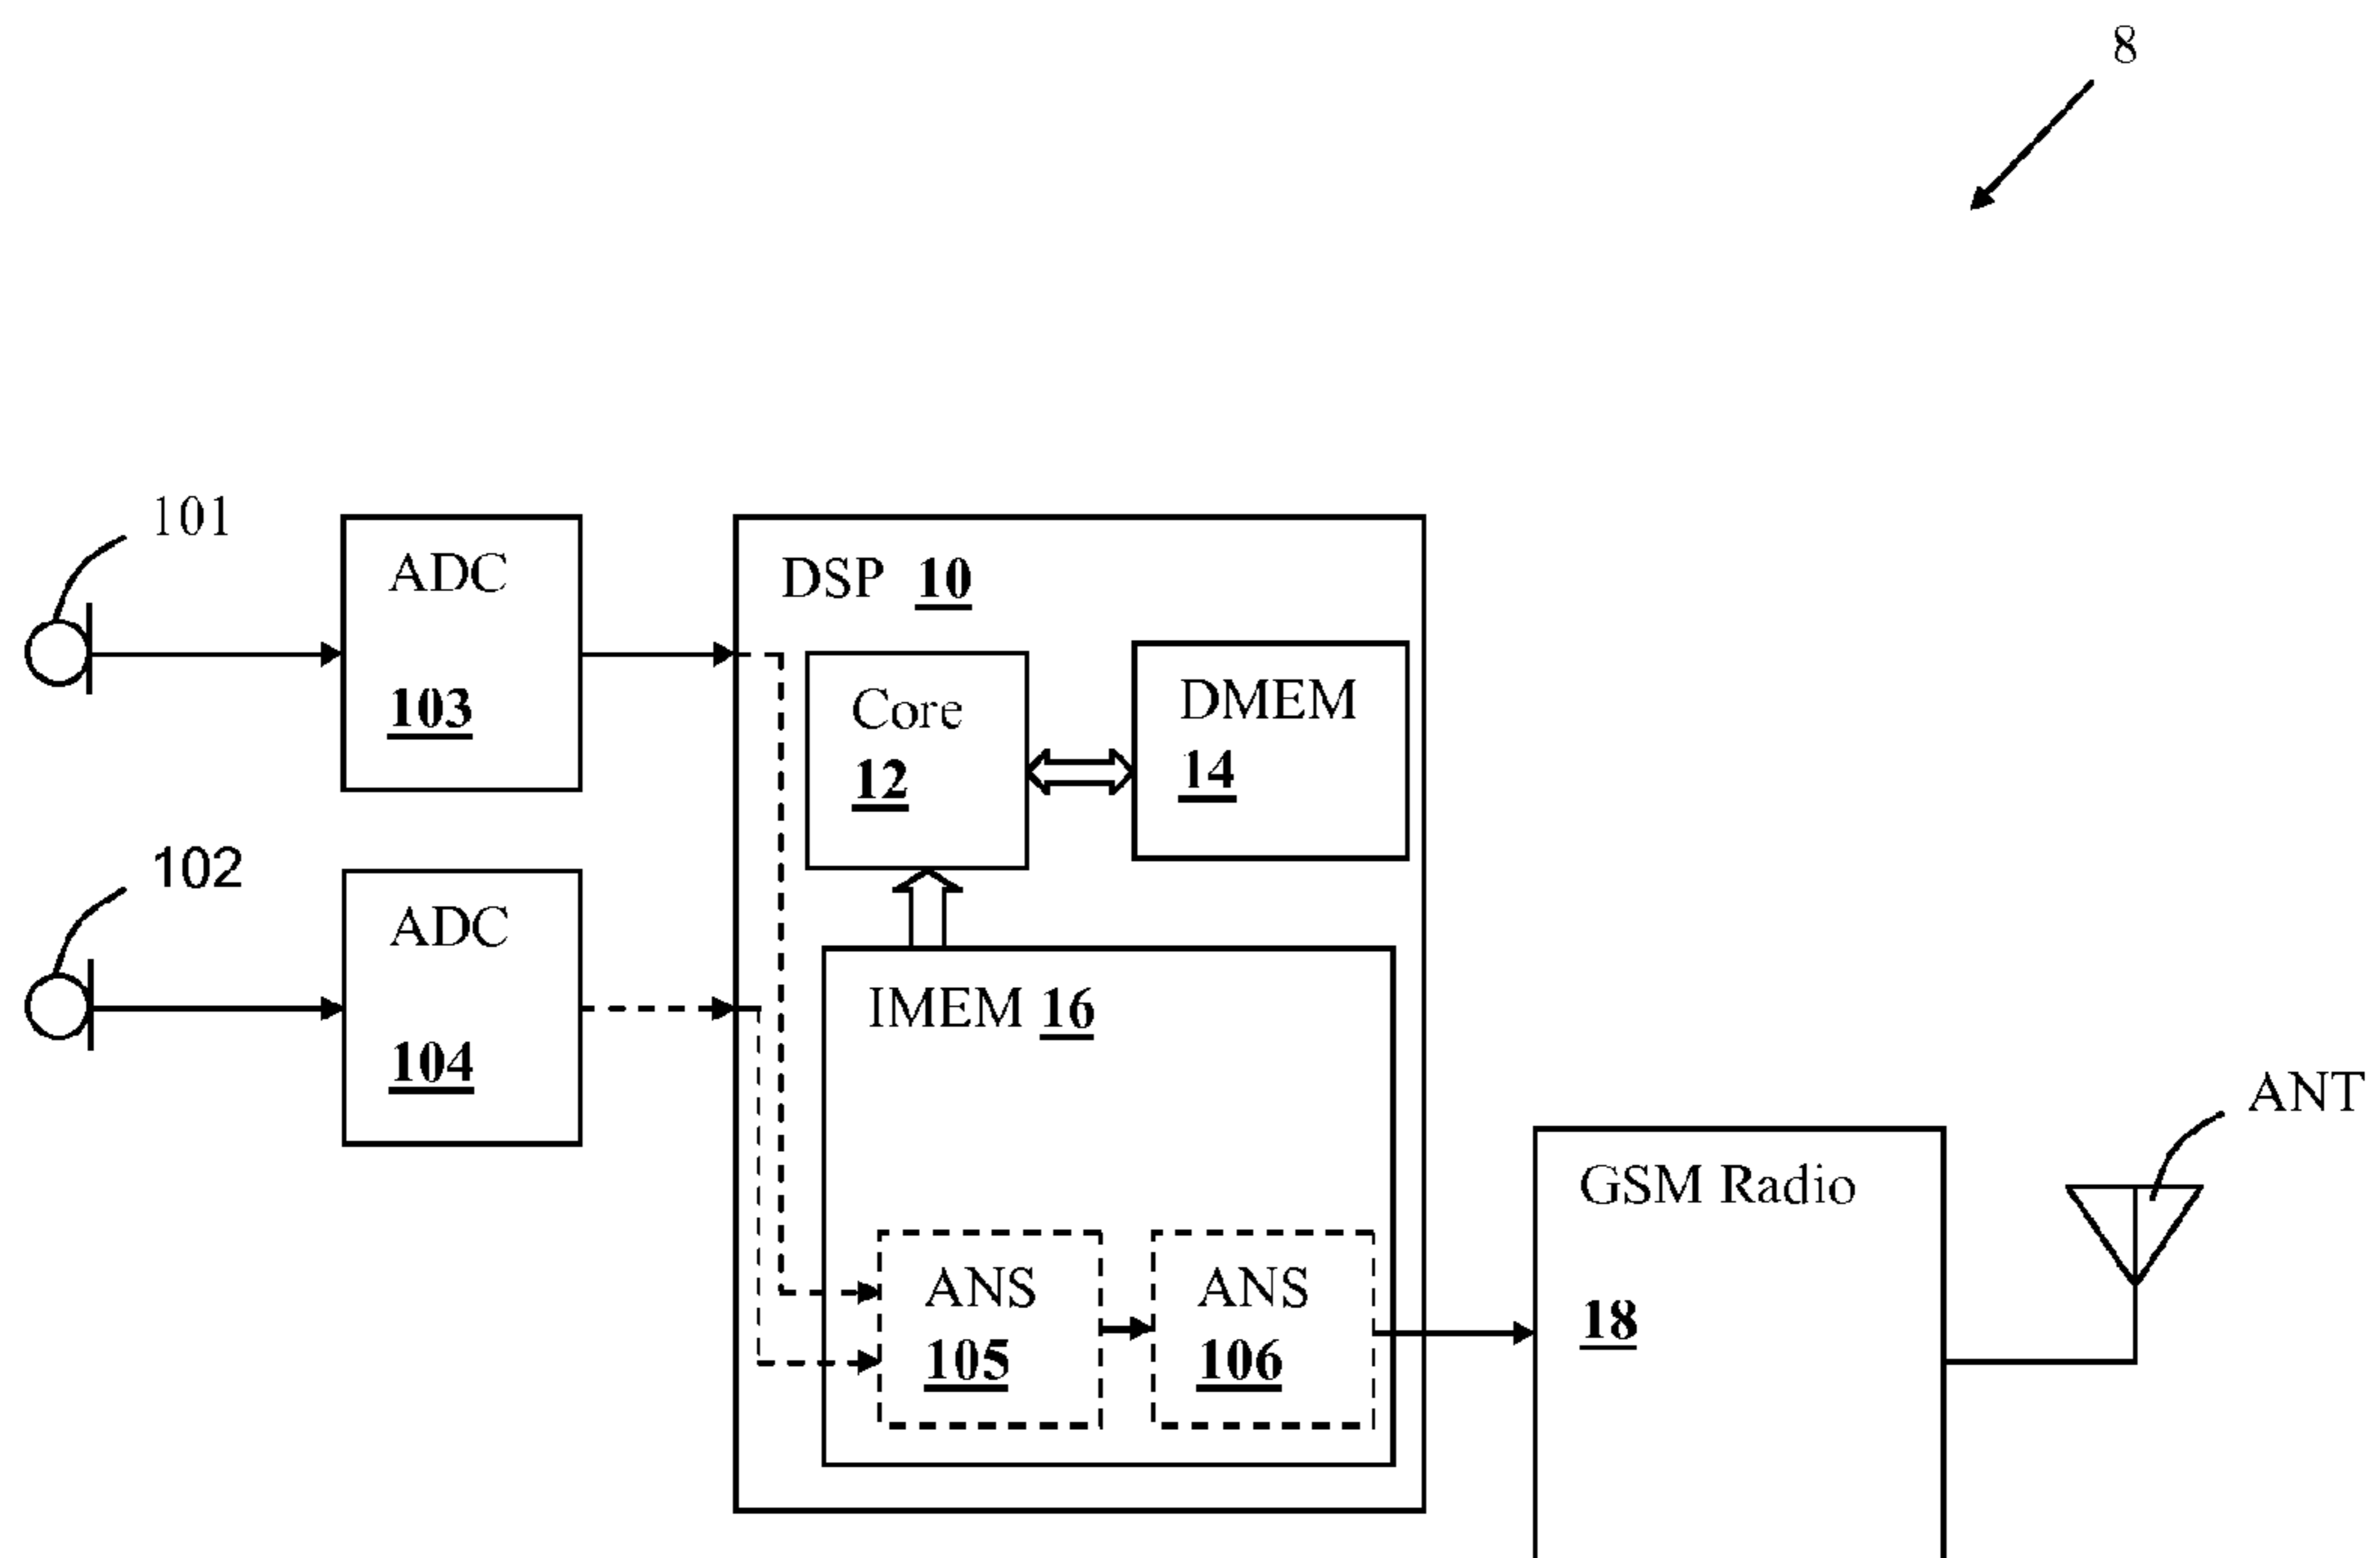 8
101
ADC
103
DSP 10
Core
12
DMEM
14
102
ADC
104
IMEM 16
ANS
105
ANS
106
GSM Radio
18
ANT